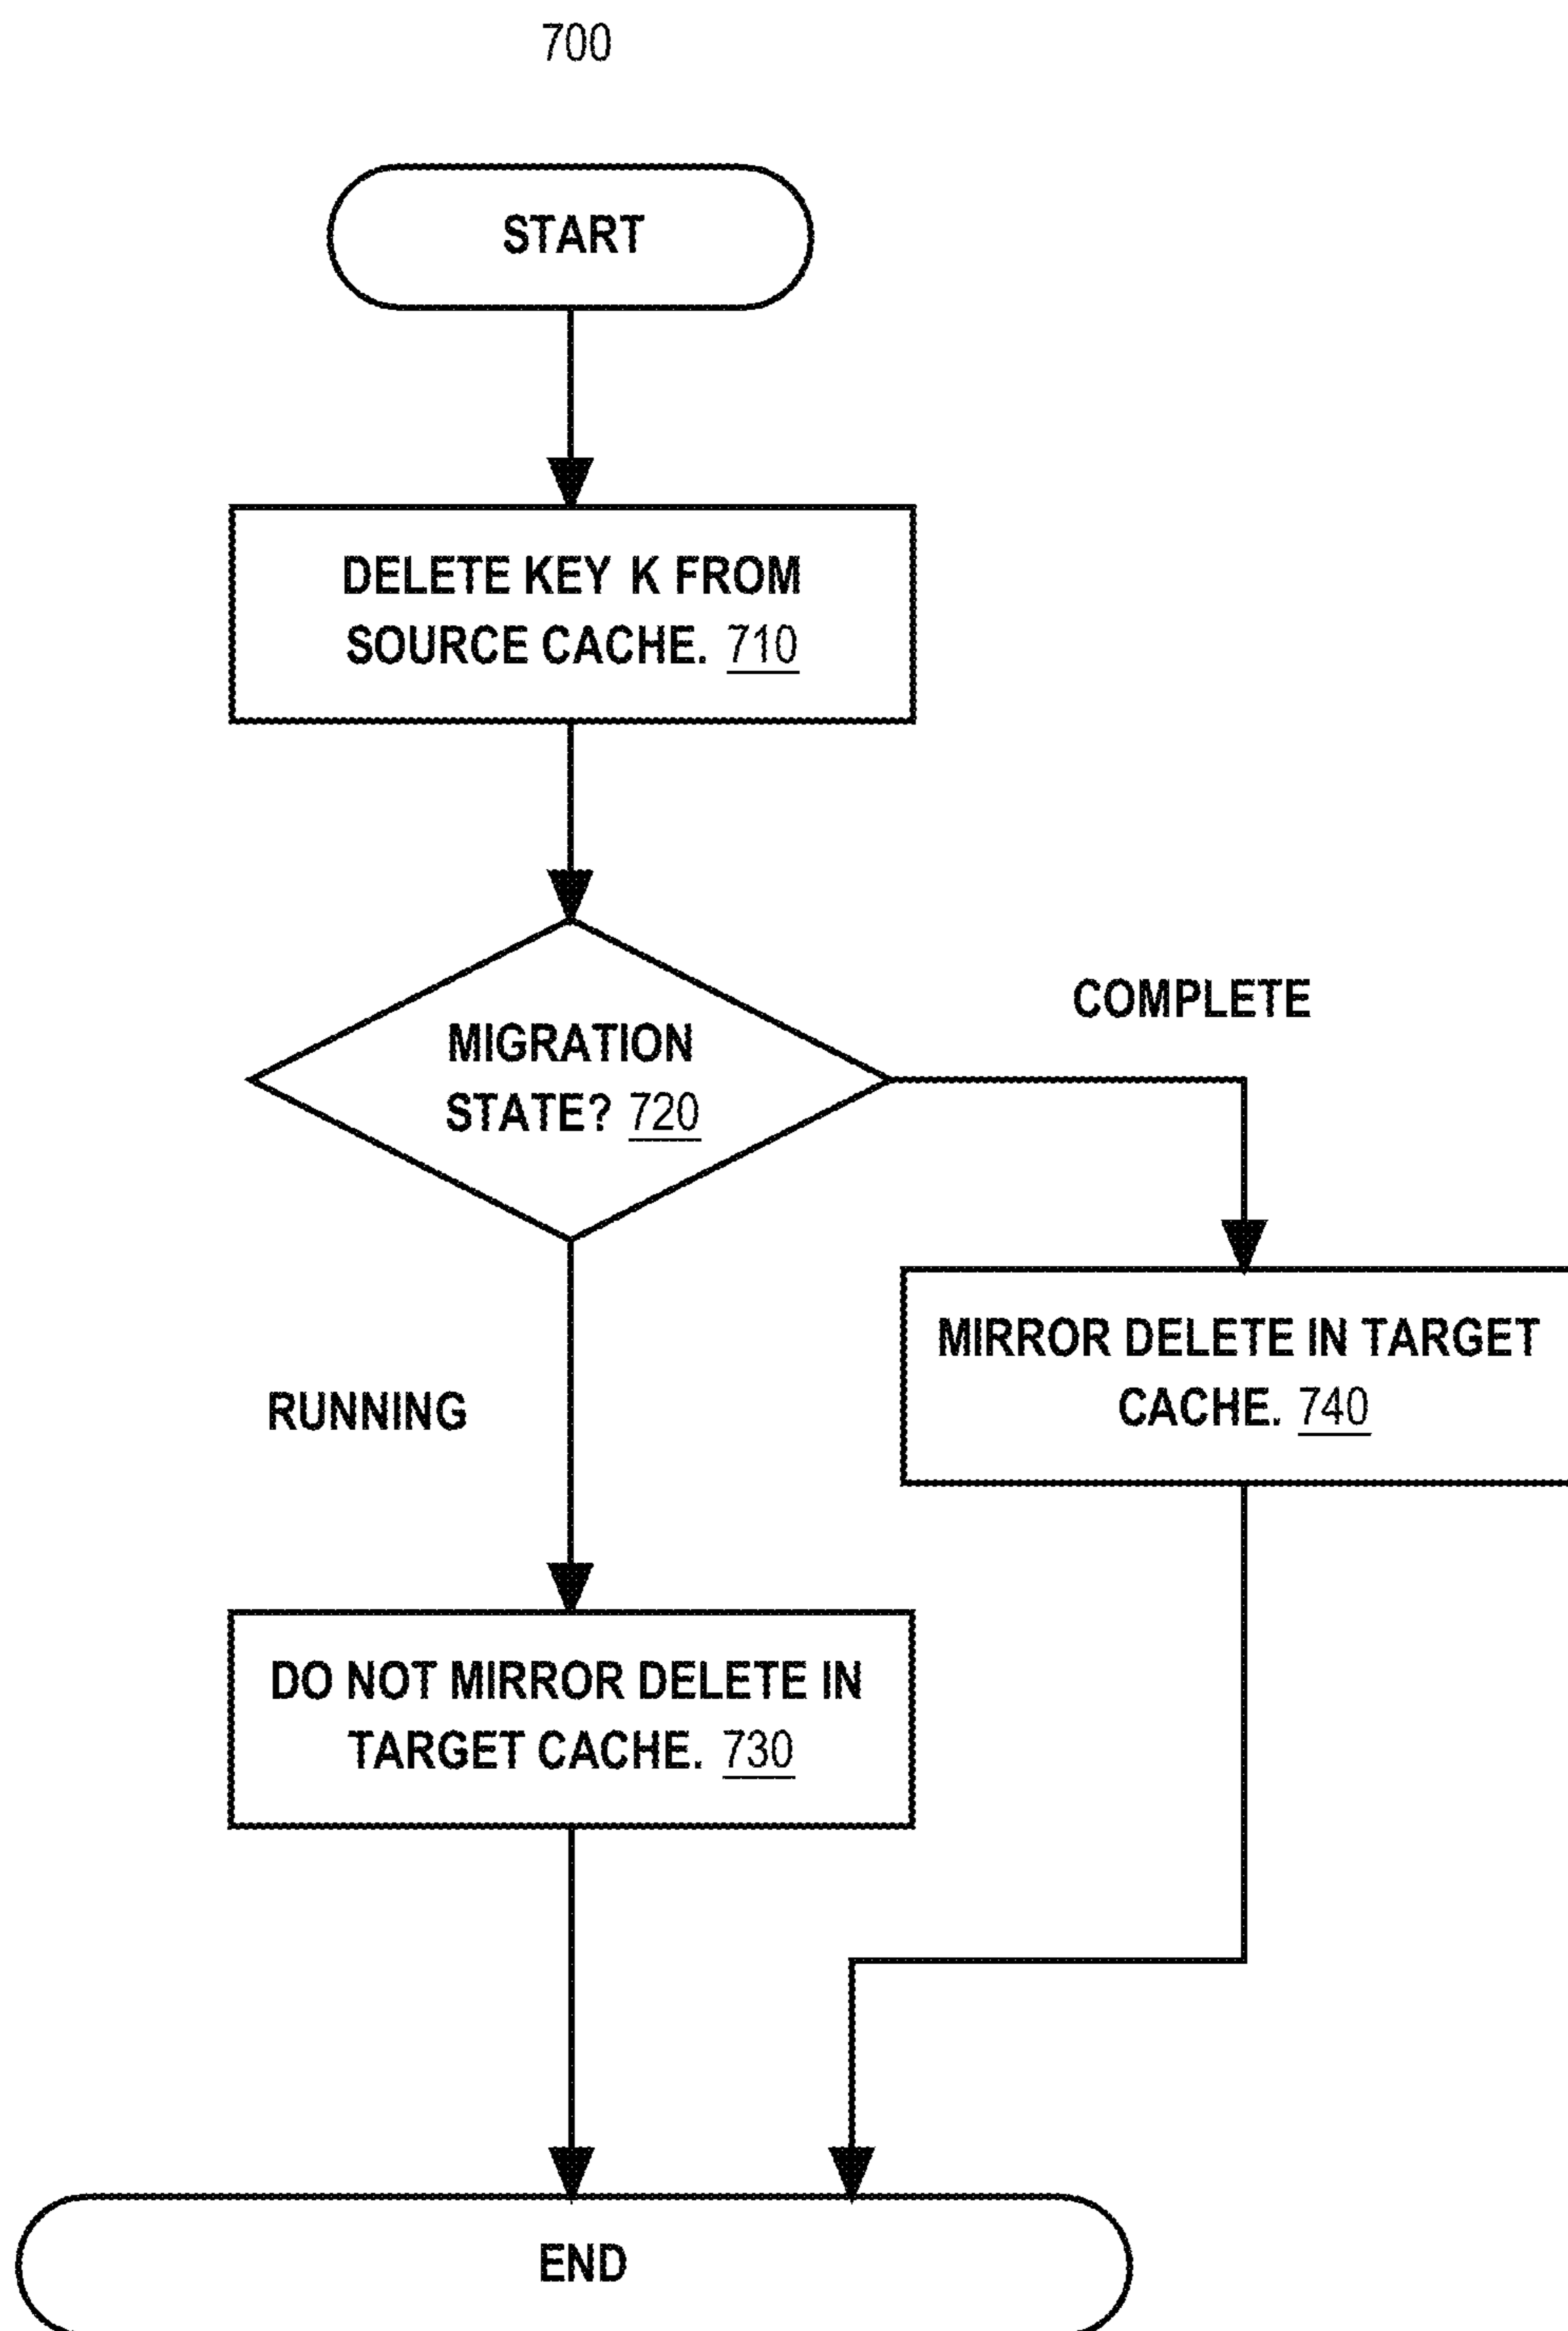 700
START
DELETE KEY K FROM
SOURCE CACHE. 710
MIGRATION
STATE? 720
COMPLETE
MIRROR DELETE IN TARGET
CACHE. 740
RUNNING
DO NOT MIRROR DELETE IN
TARGET CACHE. 730
END